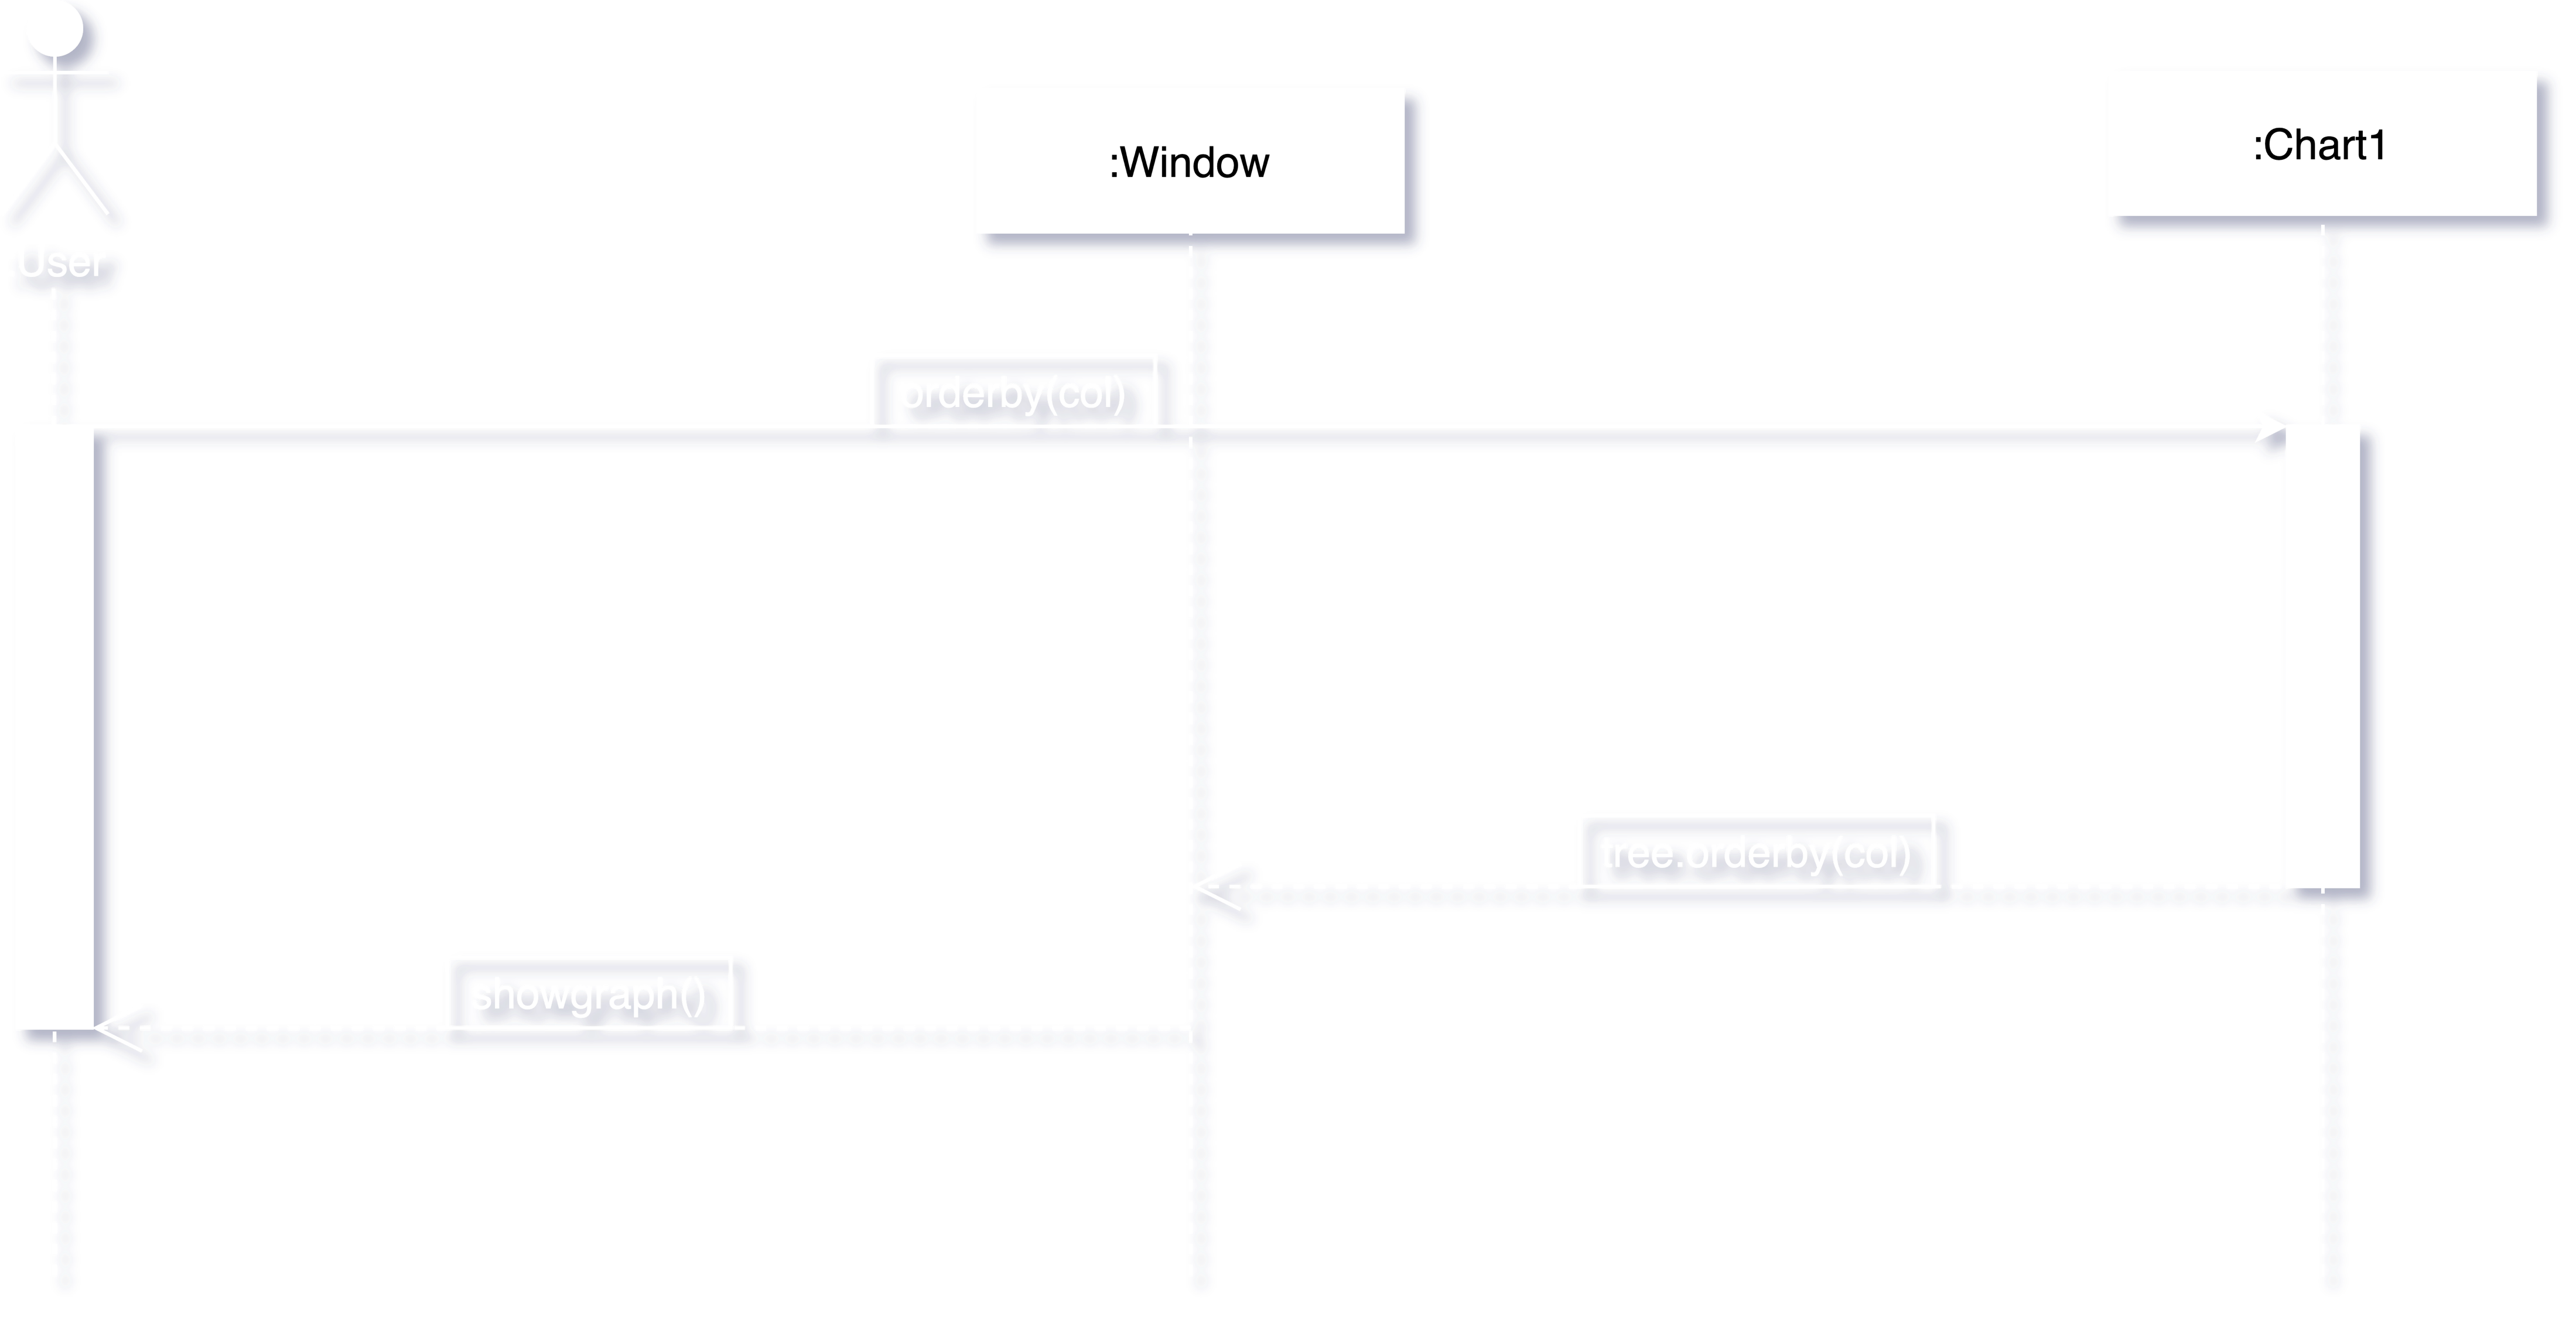 :Window
:Chart1
User
orderby(col)
tree.orderby(col)
showgraph()